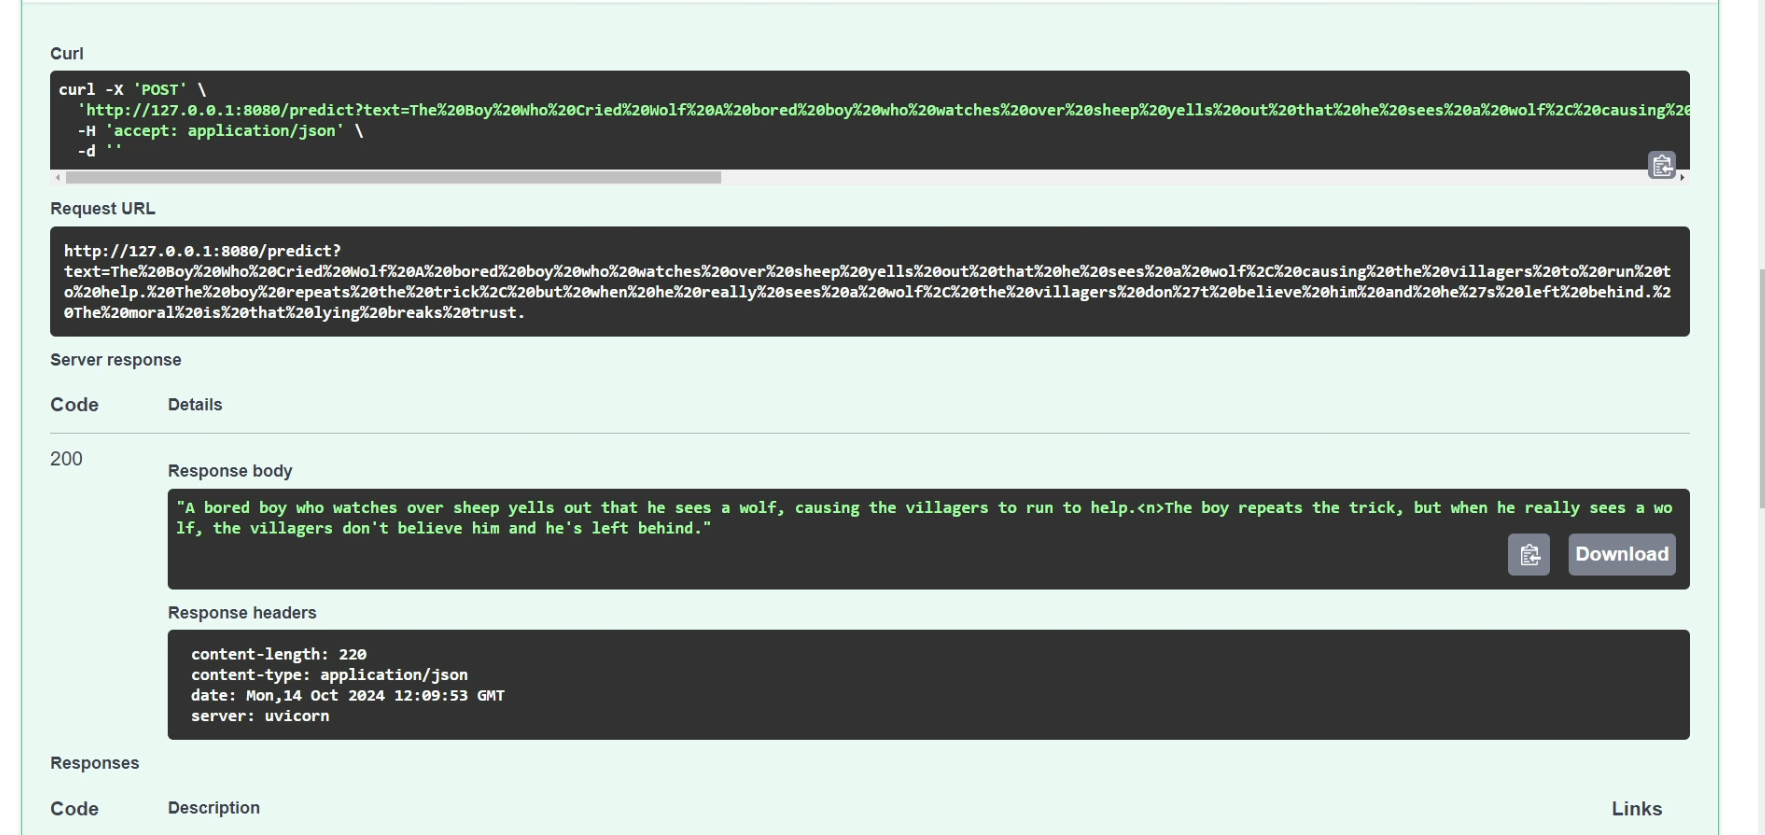 Curl
curl -X 'POST' \
'http://127.0.0.1:8080/predict?text=The%20Boy%20Who%20Cried%20Wolf%20A%20bored%20boy%20who%20watches%20over%20sheep%20yells%20out%20that%20he%20sees%20a%20wolf%2C%20causing%20
-H 'accept: application/json' \
-d ''
Request URL
http://127.0.0.1:8080/predict?
text=The%20Boy%20Who%20Cried%20Wolf%20A%20bored%20boy%20who%20watches%20over%20sheep%20yells%20out%20that%20he%20sees%20a%20wolf%2C%20causing%20the%20villagers%20to%20run%20t
o%20help.%20The%20boy%20repeats%20the%20trick%2C%20but%20when%20he%20really%20sees%20a%20wolf%2C%20the%20villagers%20don%27t%20believe%20him%20and%20he%27s%20left%20behind.%2
0The%20moral%20is%20that%20lying%20breaks%20trust.
Server response
Code Details
200
Response body
"A bored boy who watches over sheep yells out that he sees a wolf, causing the villagers to run to help.<n>The boy repeats the trick, but when he really sees a wo
lf, the villagers don't believe him and he's left behind."
Download
Response headers
content-length: 220
content-type: application/json
date: Mon,14 Oct 2024 12:09:53 GMT
server: uvicorn
Responses
Code Description Links